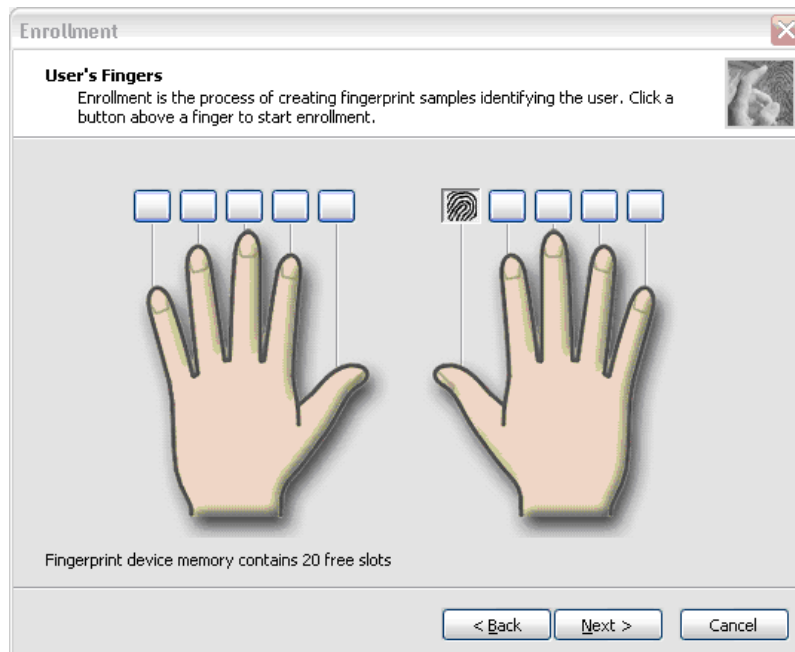 Enrollment
User's Fingers
Enrollment is the process of creating fingerprint samples identifying the user. Click a
button above a finger to start enrollment.
Fingerprint device memory contains 20 free slots
< Back
Next >
Cancel